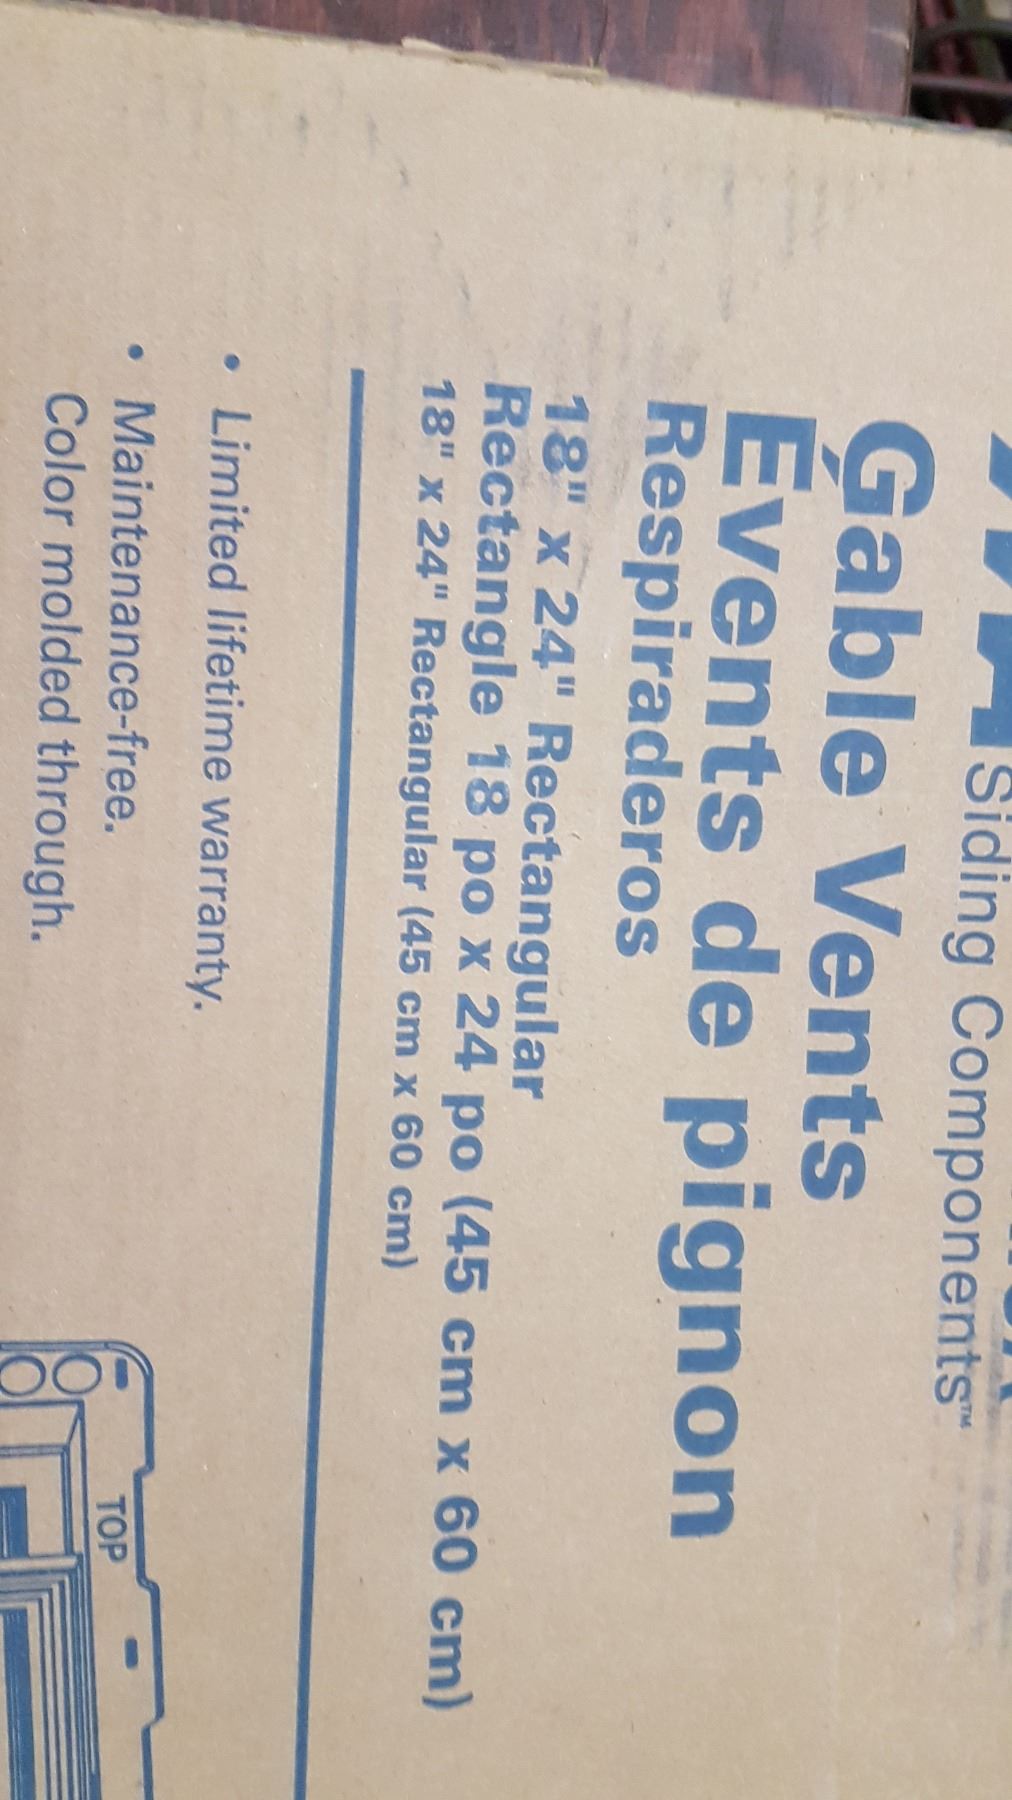 Siding Components™
Gable Vents
Évents de pignon
Respiraderos
18" x 24" Rectangular
Rectangle 18 po x 24 po (45 cm x 60 cm)
18" x 24" Rectangular (45 cm x 60 cm)
• Limited lifetime warranty.
• Maintenance-free.
Color molded through.
TOP